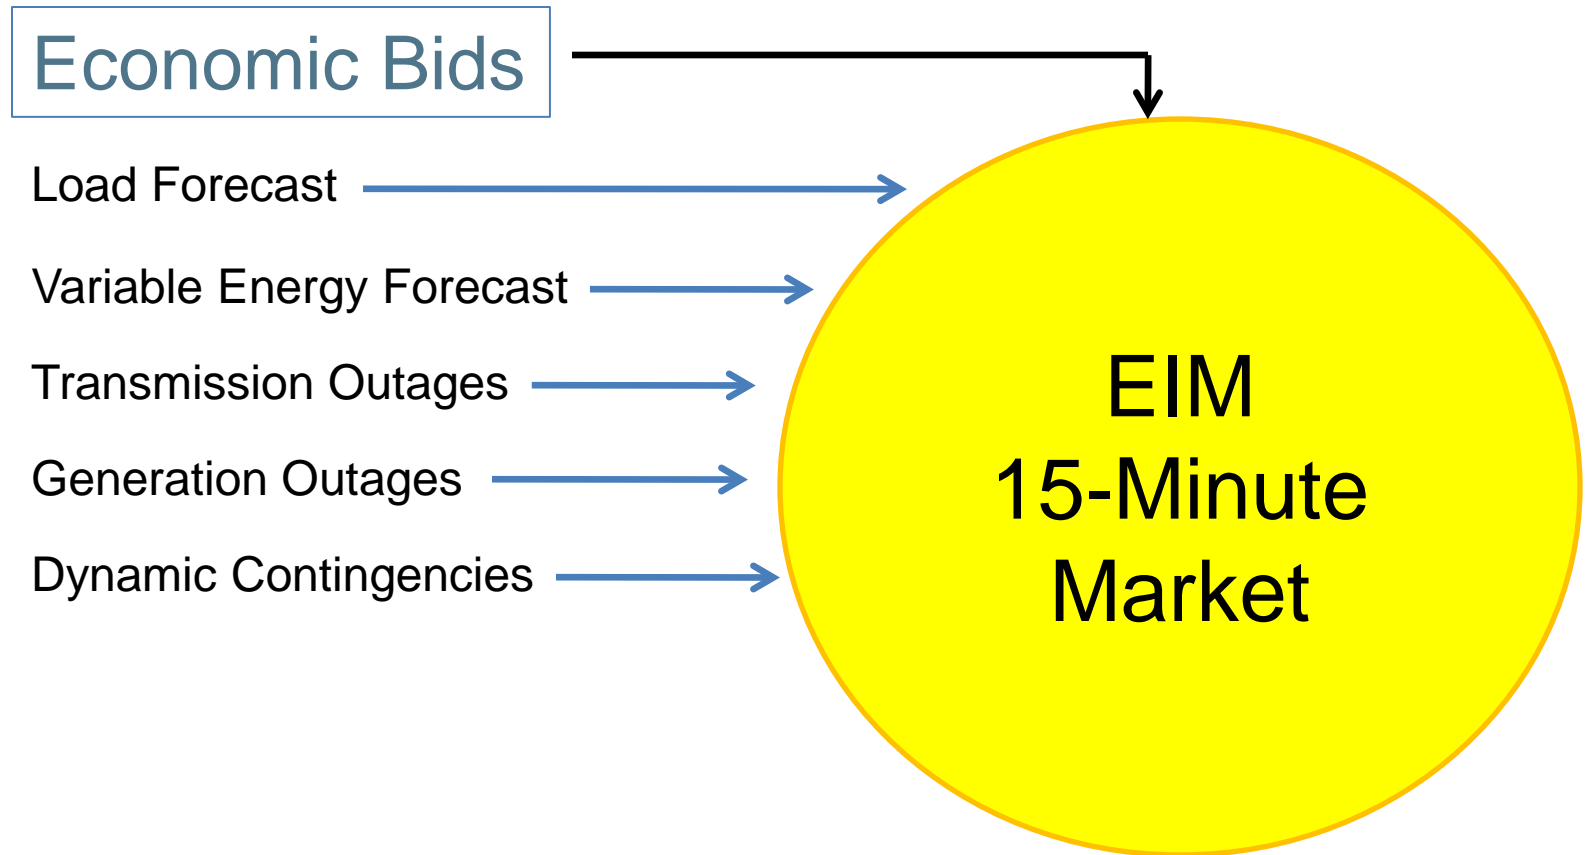 Economic Bids
Load Forecast
Variable Energy Forecast
Transmission Outages
Generation Outages
Dynamic Contingencies
EIM
15-Minute
Market